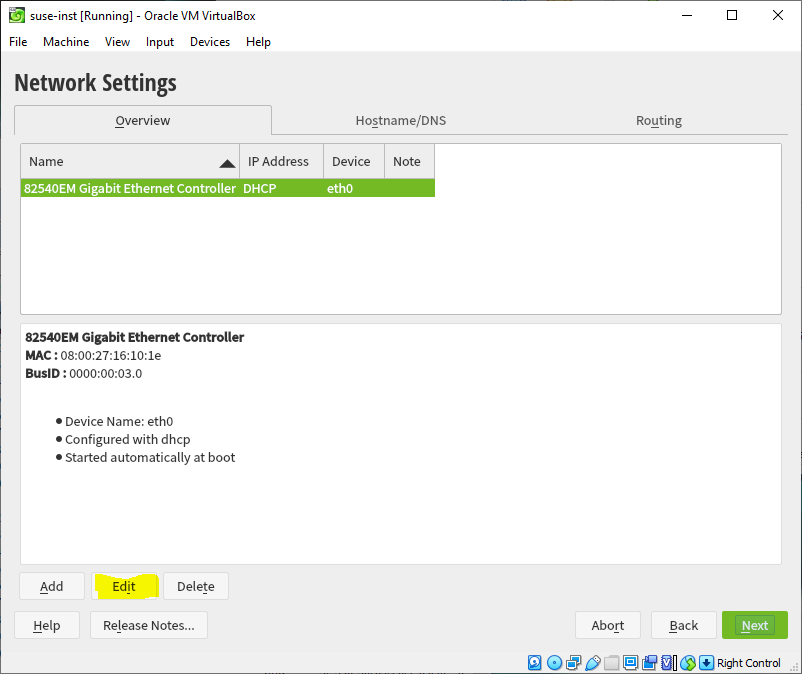 suse-inst [Running] - Oracle VM VirtualBox
File Machine View Input Devices Help
Network Settings
Overview Hostname/DNS Routing
Name IP Address Device Note
82540EM Gigabit Ethernet Controller DHCP eth0
82540EM Gigabit Ethernet Controller
MAC : 08:00:27:16:10:1e
BusID : 0000:00:03.0
• Device Name: eth0
• Configured with dhcp
• Started automatically at boot
Add Edit Delete
Help Release Notes... Abort Back Next
Right Control